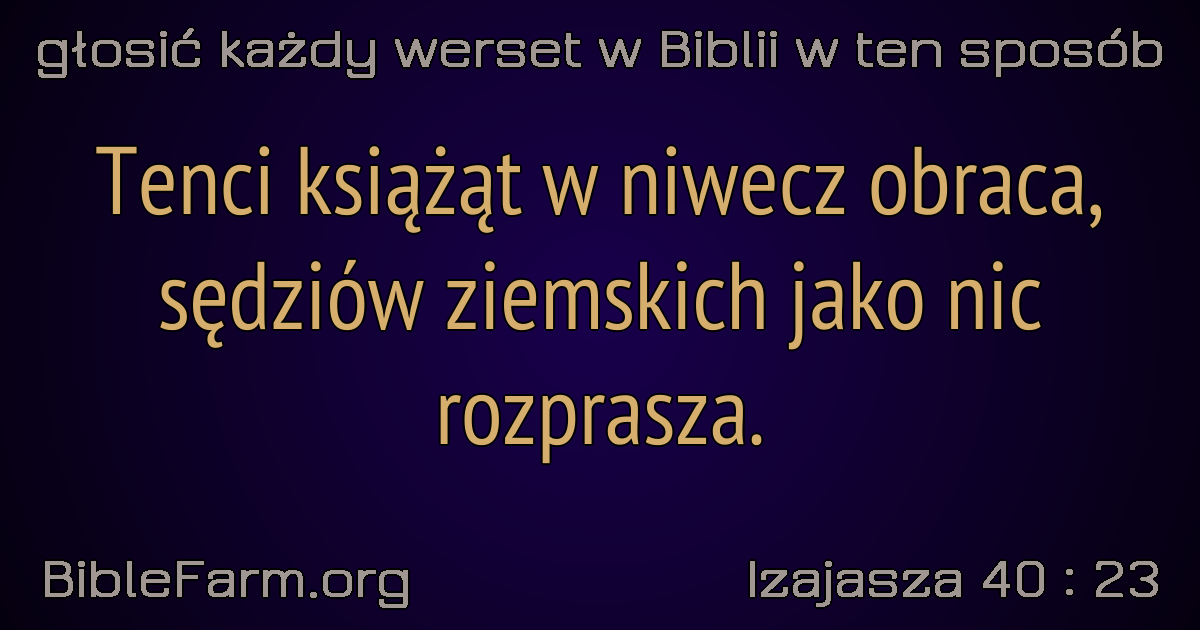 głosić każdy werset w Biblii w ten sposób
Tenci książąt w niwecz obraca,
sędziów ziemskich jako nic
rozprasza.
BibleFarm.org
Izajasza 40 : 23